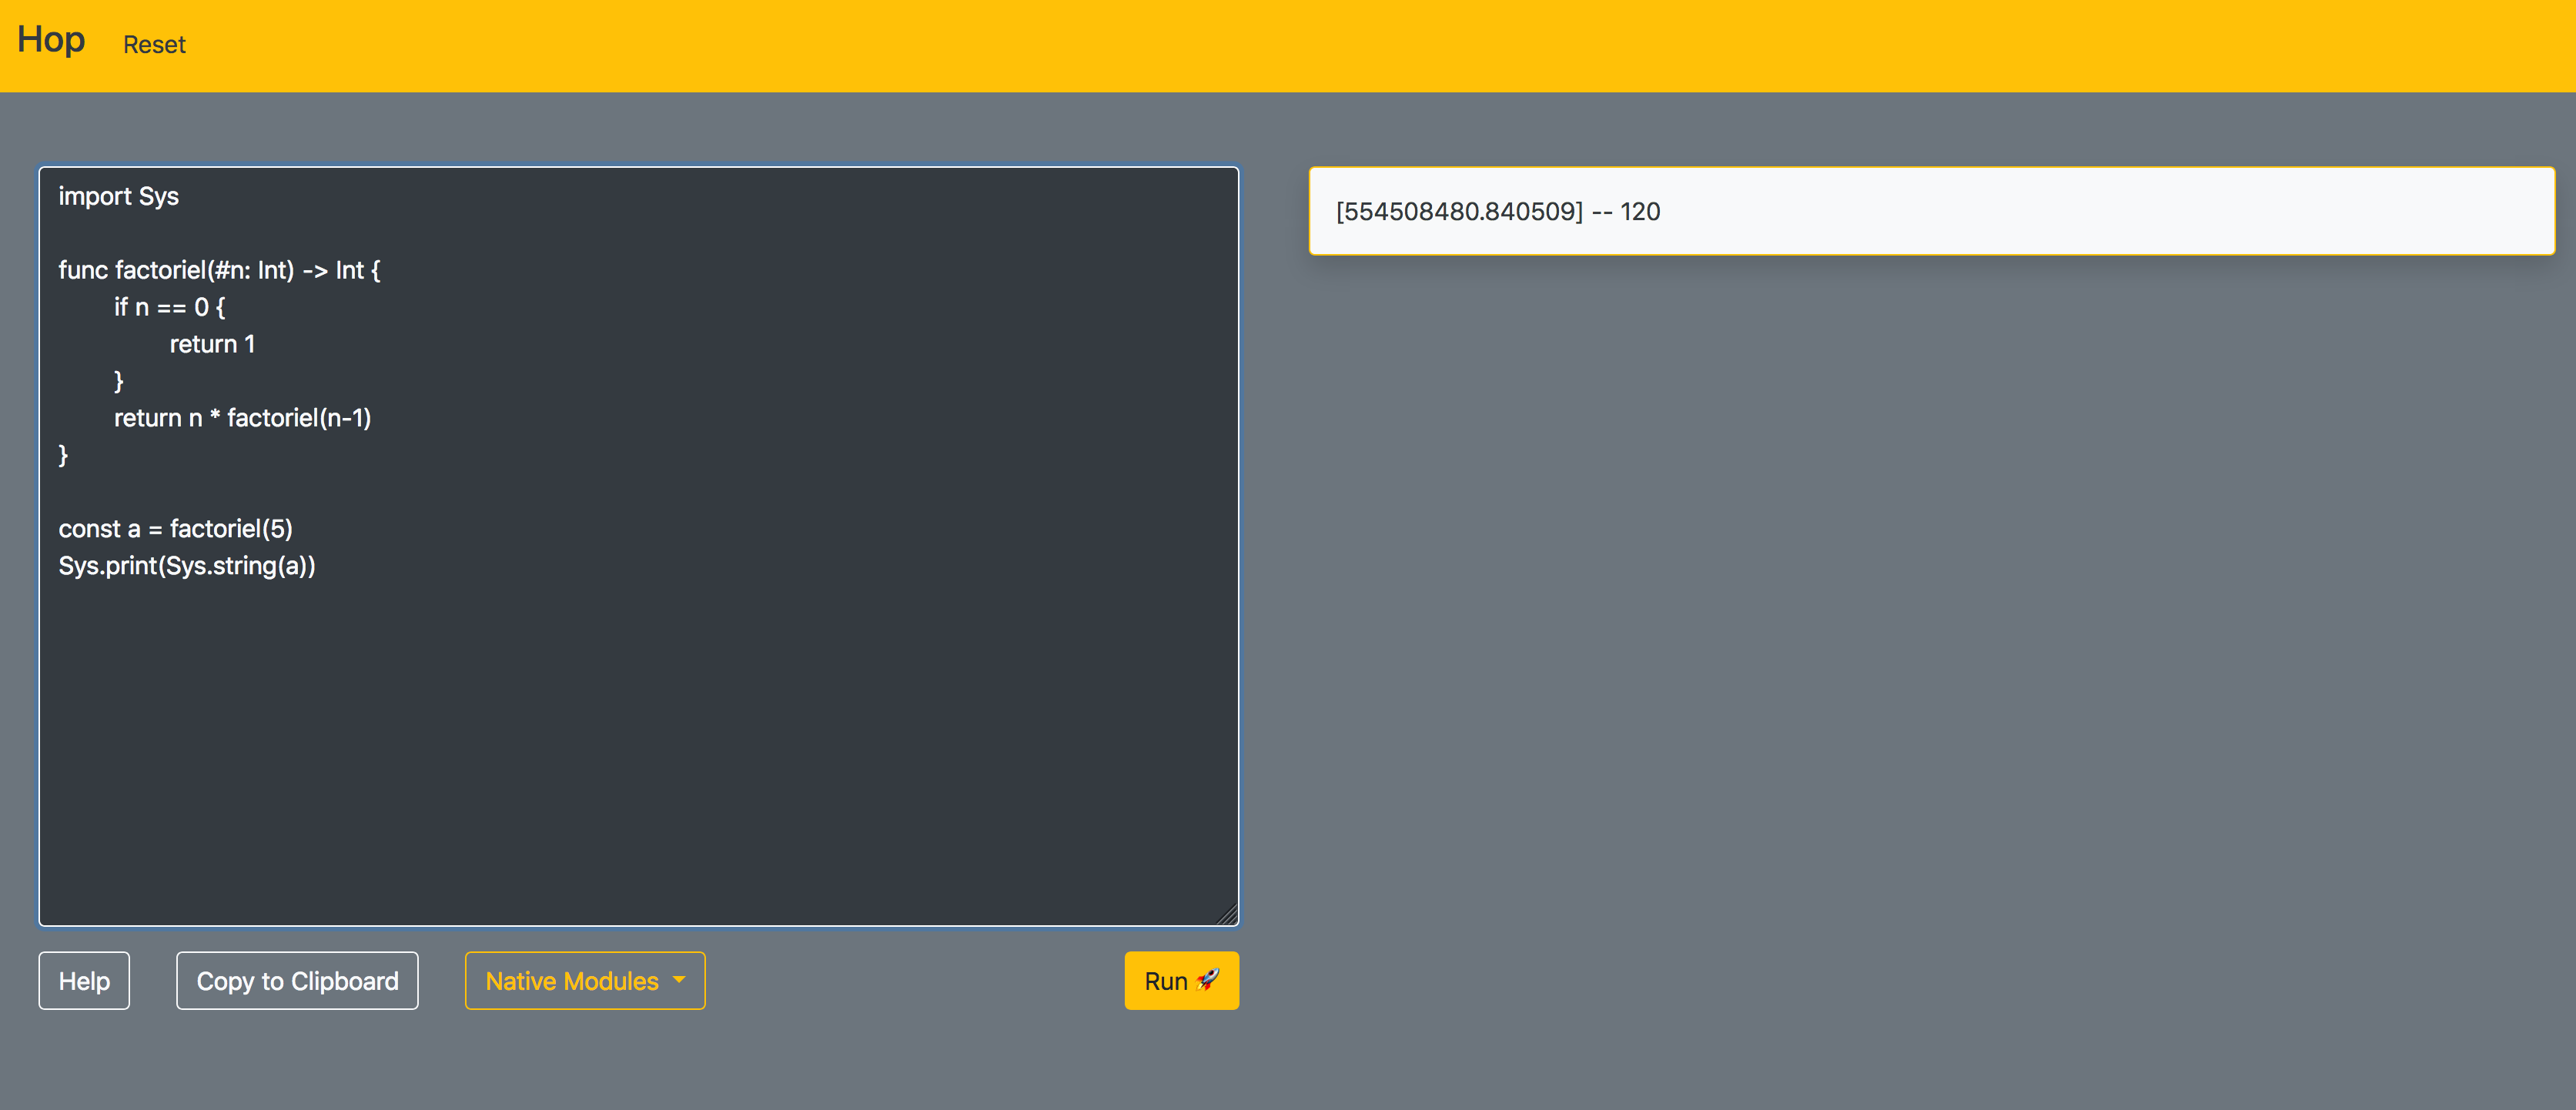 Hop Reset
import Sys
func factoriel(#n: Int) -> Int {
if n == 0 {
return 1
}
return n * factoriel(n-1)
}
const a = factoriel(5)
Sys.print(Sys.string(a))
[554508480.840509] -- 120
Help Copy to Clipboard Native Modules Run 🚀